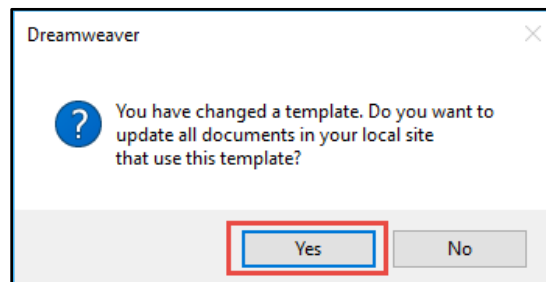 Dreamweaver
You have changed a template. Do you want to
update all documents in your local site
that use this template?
Yes
No